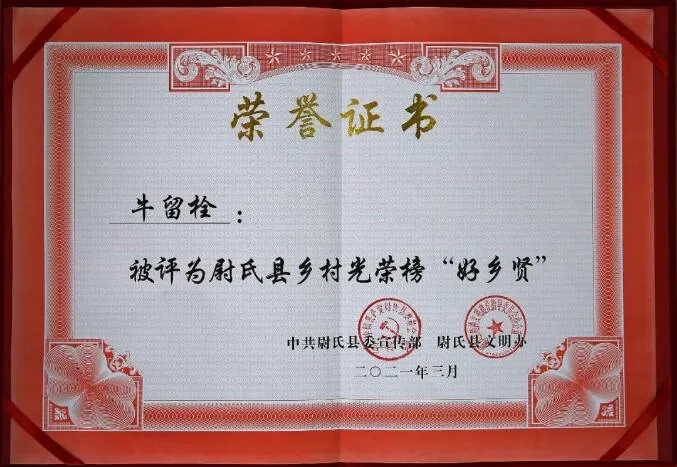 荣誉证书
牛留栓：
被评为尉氏县乡村光荣榜“好乡贤”
中共尉氏县委宣传部 尉氏县文明办
二〇二一年三月